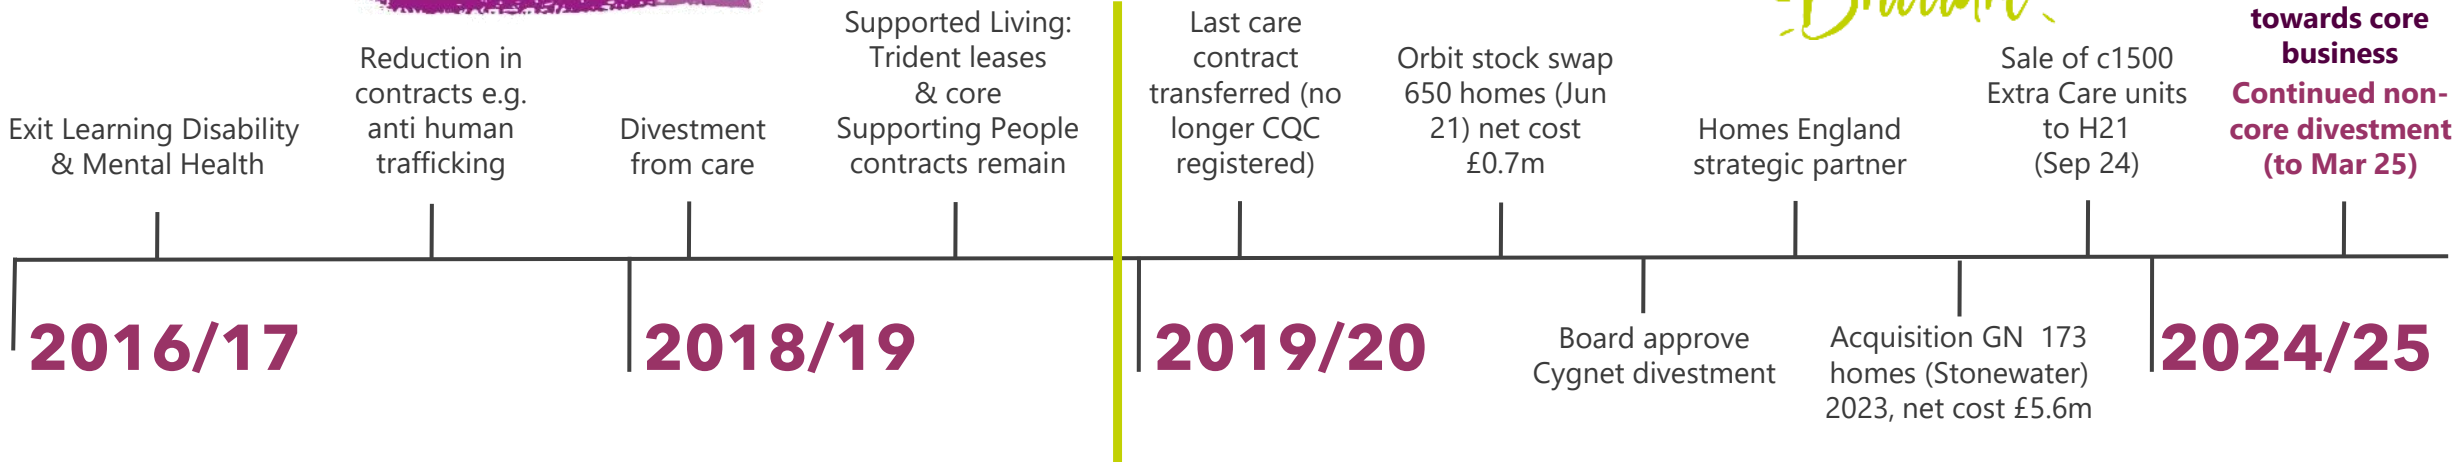 Exit Learning Disability
& Mental Health
Reduction in
contracts e.g.
anti human
trafficking
Divestment
from care
Supported Living:
Trident leases
& core
Supporting People
contracts remain
Last care
contract
transferred (no
longer CQC
registered)
Orbit stock swap
650 homes (Jun
21) net cost
£0.7m
Homes England
strategic partner
Sale of c1500
Extra Care units
to H21
(Sep 24)
towards core
business
Continued non-
core divestment
(to Mar 25)
2016/17
2018/19
2019/20
Board approve
Cygnet divestment
Acquisition GN 173
homes (Stonewater)
2023, net cost £5.6m
2024/25